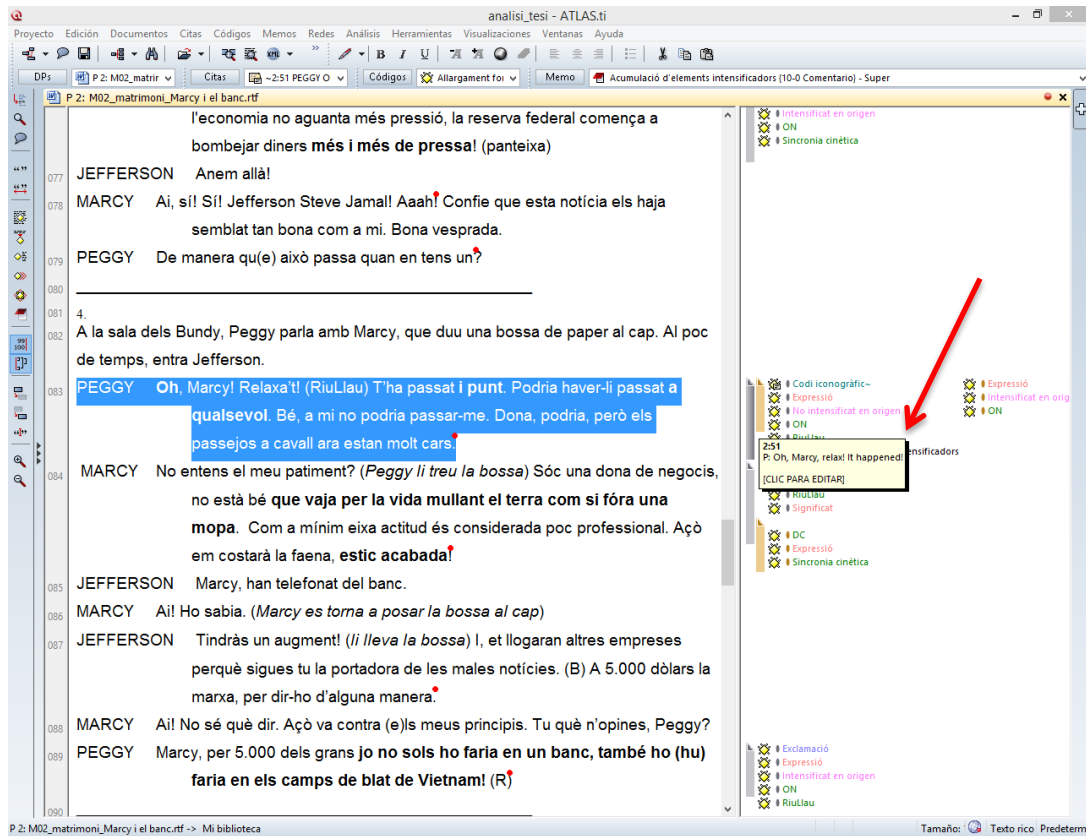 analisi_tesi - ATLAS.ti
Proyecto Edición Documentos Citas Códigos Memos Redes Análisis Herramientas Visualizaciones Ventanas Ayuda
DPs P 2: M02_matrir Citas ~2:51 PEGGY O Códigos Allargament foi Memo Acumulació d'elements intensificadors {10-0 Comentario} - Super
P 2: M02_matrimoni_Marcy i el banc.rtf
l'economia no aguanta més pressió, la reserva federal comença a
bombejar diners més i més de pressa! (panteixa)
077 JEFFERSON Anem allà!
078 MARCY Ai, sí! Sí! Jefferson Steve Jamal! Aaah! Confie que esta notícia els haja
semblat tan bona com a mi. Bona vesprada.
079 PEGGY De manera qu(e) això passa quan en tens un?
080
081 4.
082 A la sala dels Bundy, Peggy parla amb Marcy, que duu una bossa de paper al cap. Al poc
de temps, entra Jefferson.
083 PEGGY Oh, Marcy! Relaxa't! (RiuLlau) T'ha passat i punt. Podria haver-li passat a
qualsevol. Bé, a mi no podria passar-me. Dona, podria, però els
passejos a cavall ara estan molt cars.
084 MARCY No entens el meu patiment? (Peggy li treu la bossa) Sóc una dona de negocis,
no està bé que vaja per la vida mullant el terra com si fóra una
mopa. Com a mínim eixa actitud és considerada poc professional. Açò
em costarà la faena, estic acabada!
085 JEFFERSON Marcy, han telefonat del banc.
086 MARCY Ai! Ho sabia. (Marcy es torna a posar la bossa al cap)
087 JEFFERSON Tindràs un augment! (li lleva la bossa) I, et llogaran altres empreses
perquè sigues tu la portadora de les males notícies. (B) A 5.000 dòlars la
marxa, per dir-ho d'alguna manera.
088 MARCY Ai! No sé què dir. Açò va contra (e)ls meus principis. Tu què n'opines, Peggy?
089 PEGGY Marcy, per 5.000 dels grans jo no sols ho faria en un banc, també ho (hu)
faria en els camps de blat de Vietnam! (R)
090
Intensificat en origen
ON
Sincronia cinètica
Codi iconogràfic~ Expressió
Expressió Intensificat en orig
No intensificat en origen ON
ON
RiuLlau
ensificadors
2:51
P: Oh, Marcy, relax! It happened!
[CLIC PARA EDITAR]
RiuLlau
Significat
DC
Expressió
Sincronia cinètica
Exclamació
Expressió
Intensificat en origen
ON
RiuLlau
P 2: M02_matrimoni_Marcy i el banc.rtf -> Mi biblioteca Tamaño: Texto rico Predeterm